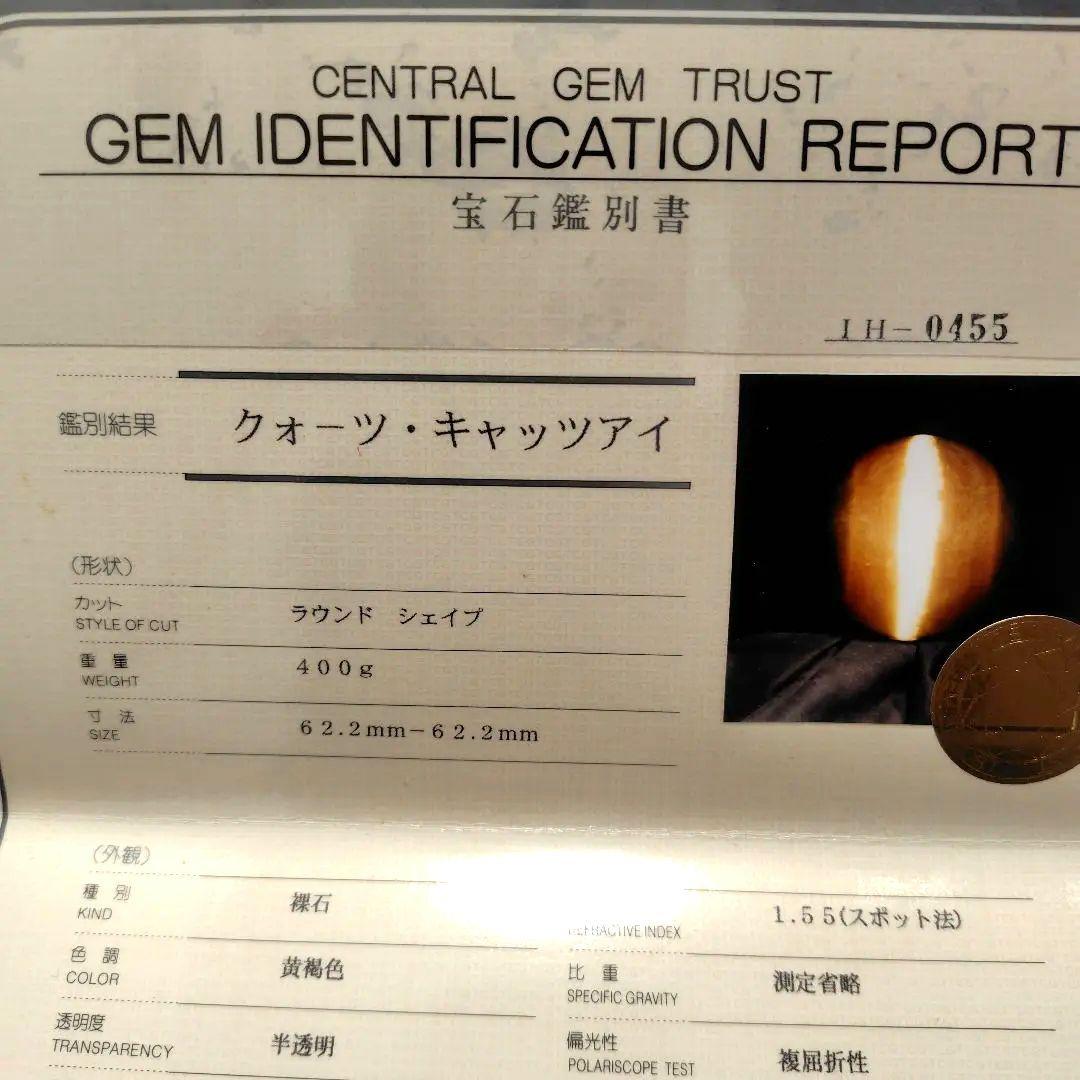 CENTRAL GEM TRUST
GEM IDENTIFICATION REPORT
宝石鑑別書
IH-0455
鑑別結果 クォーツ・キャッツアイ
(形状)
カット ラウンド シェイプ
STYLE OF CUT
重量 400g
WEIGHT
寸法 62.2mm-62.2mm
SIZE
(外観)
種別 裸石
KIND
1.55(スポット法)
REFRACTIVE INDEX
色調 黄褐色
COLOR
比重 測定省略
SPECIFIC GRAVITY
透明度 半透明
TRANSPARENCY
偏光性 複屈折性
POLARISCOPE TEST